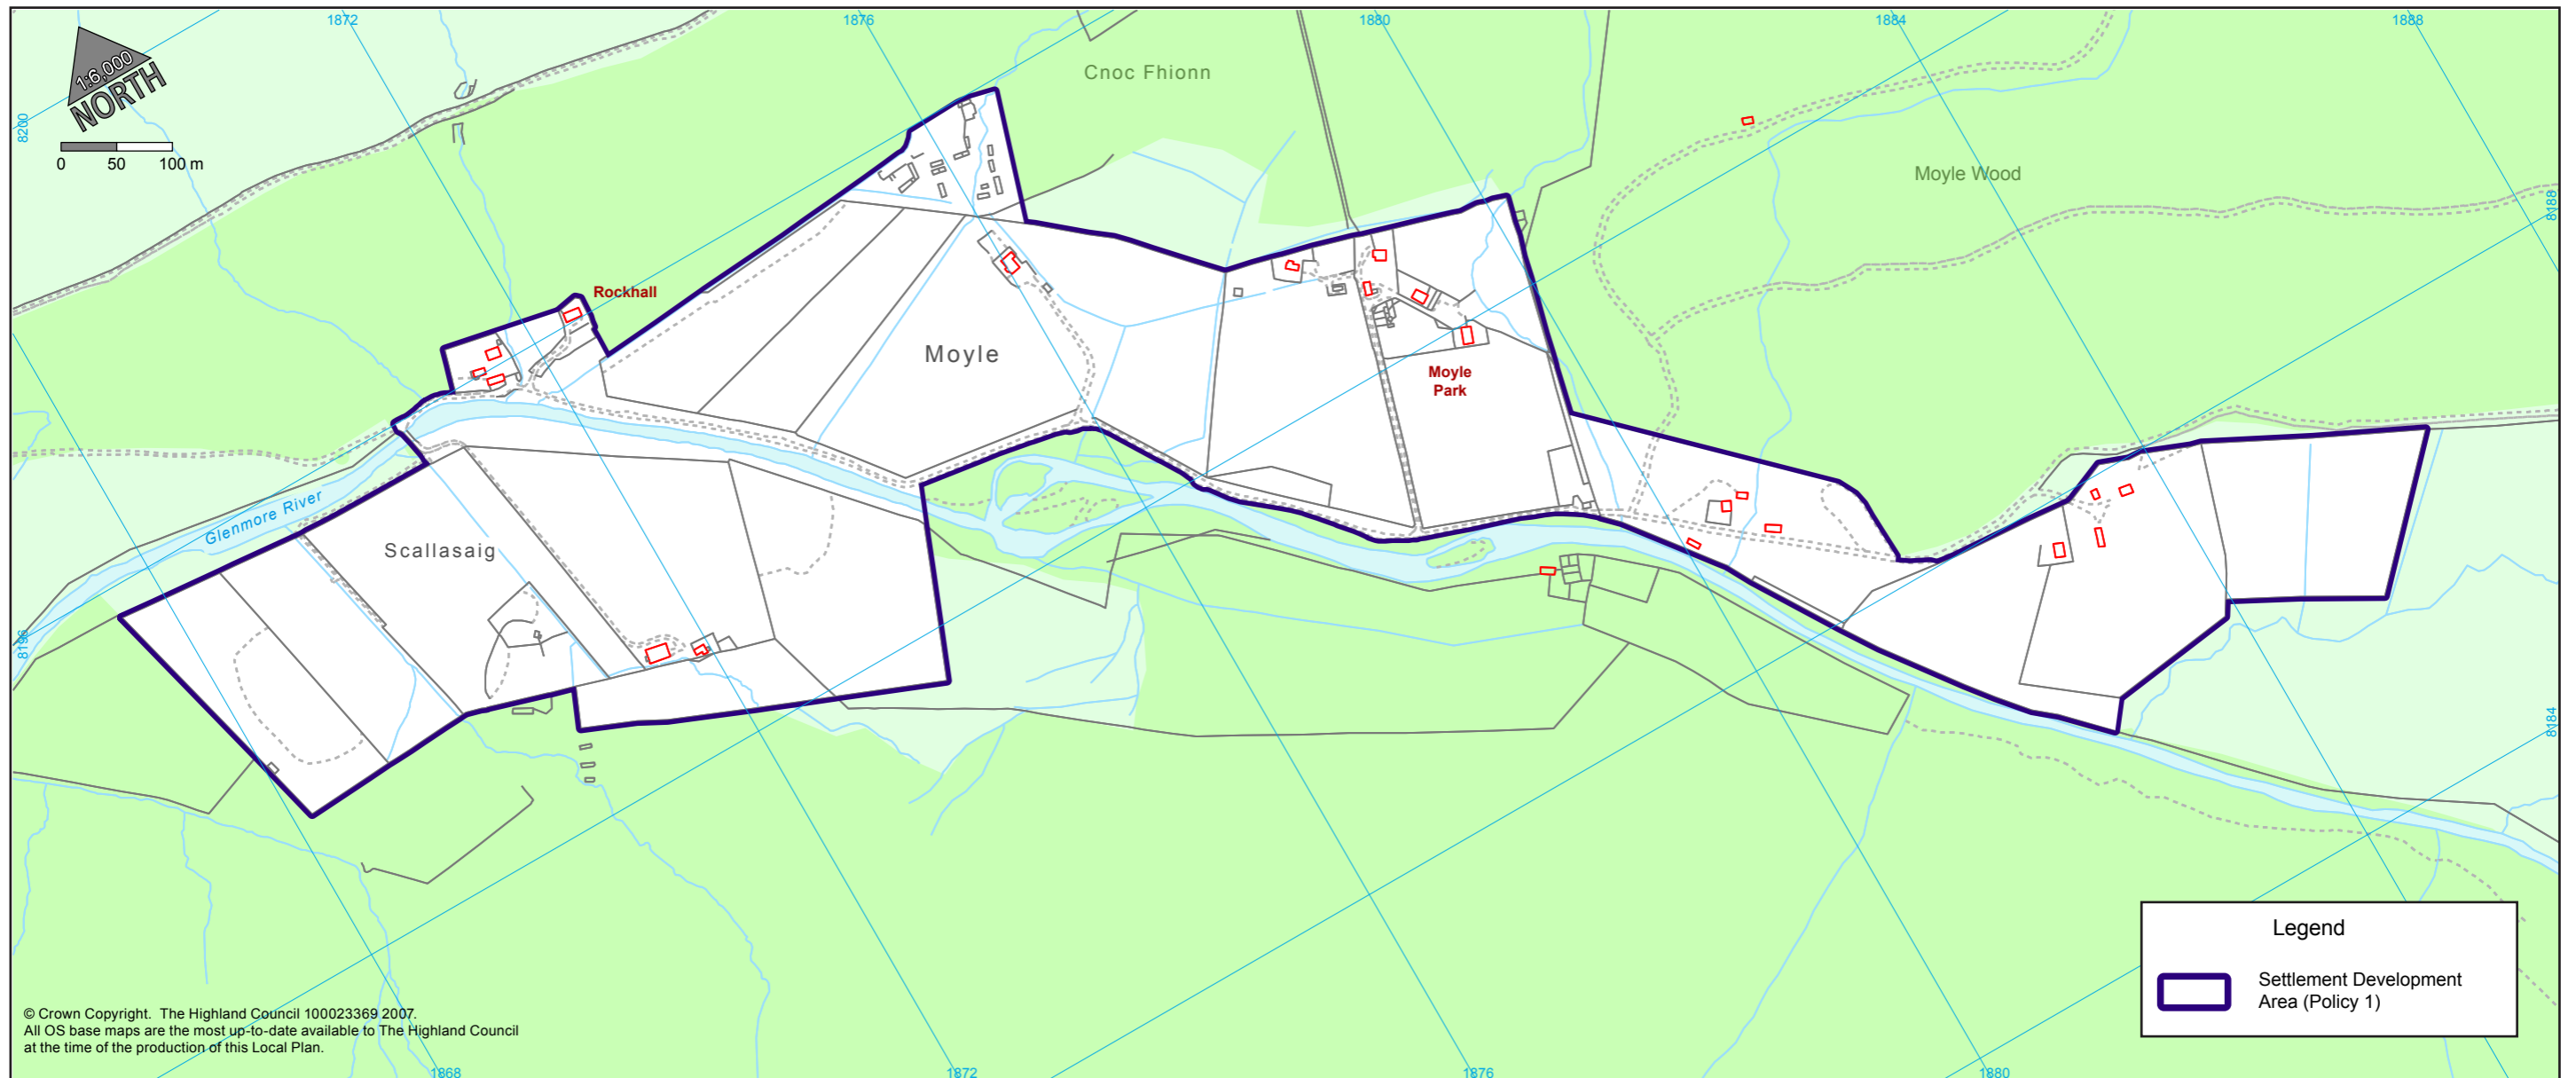 1872
1876
1880
1884
1888
1:6,000
NORTH
0 50 100 m
8200
Cnoc Fhionn
Moyle Wood
8188
Rockhall
Moyle
Moyle
Park
Glenmore River
Scallasaig
8196
8184
Legend
Settlement Development
Area (Policy 1)
© Crown Copyright. The Highland Council 100023369 2007.
All OS base maps are the most up-to-date available to The Highland Council
at the time of the production of this Local Plan.
1868
1872
1876
1880